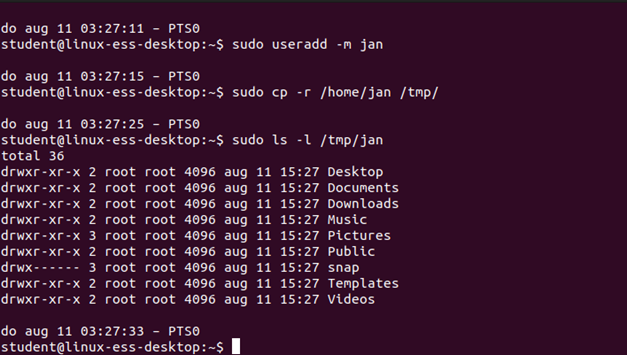 do aug 11 03:27:11 – PTS0
student@linux-ess-desktop:~$ sudo useradd -m jan
do aug 11 03:27:15 – PTS0
student@linux-ess-desktop:~$ sudo cp -r /home/jan /tmp/
do aug 11 03:27:25 – PTS0
student@linux-ess-desktop:~$ sudo ls -l /tmp/jan
total 36
drwxr-xr-x 2 root root 4096 aug 11 15:27 Desktop
drwxr-xr-x 2 root root 4096 aug 11 15:27 Documents
drwxr-xr-x 2 root root 4096 aug 11 15:27 Downloads
drwxr-xr-x 2 root root 4096 aug 11 15:27 Music
drwxr-xr-x 3 root root 4096 aug 11 15:27 Pictures
drwxr-xr-x 2 root root 4096 aug 11 15:27 Public
drwx------ 3 root root 4096 aug 11 15:27 snap
drwxr-xr-x 2 root root 4096 aug 11 15:27 Templates
drwxr-xr-x 2 root root 4096 aug 11 15:27 Videos
do aug 11 03:27:33 – PTS0
student@linux-ess-desktop:~$